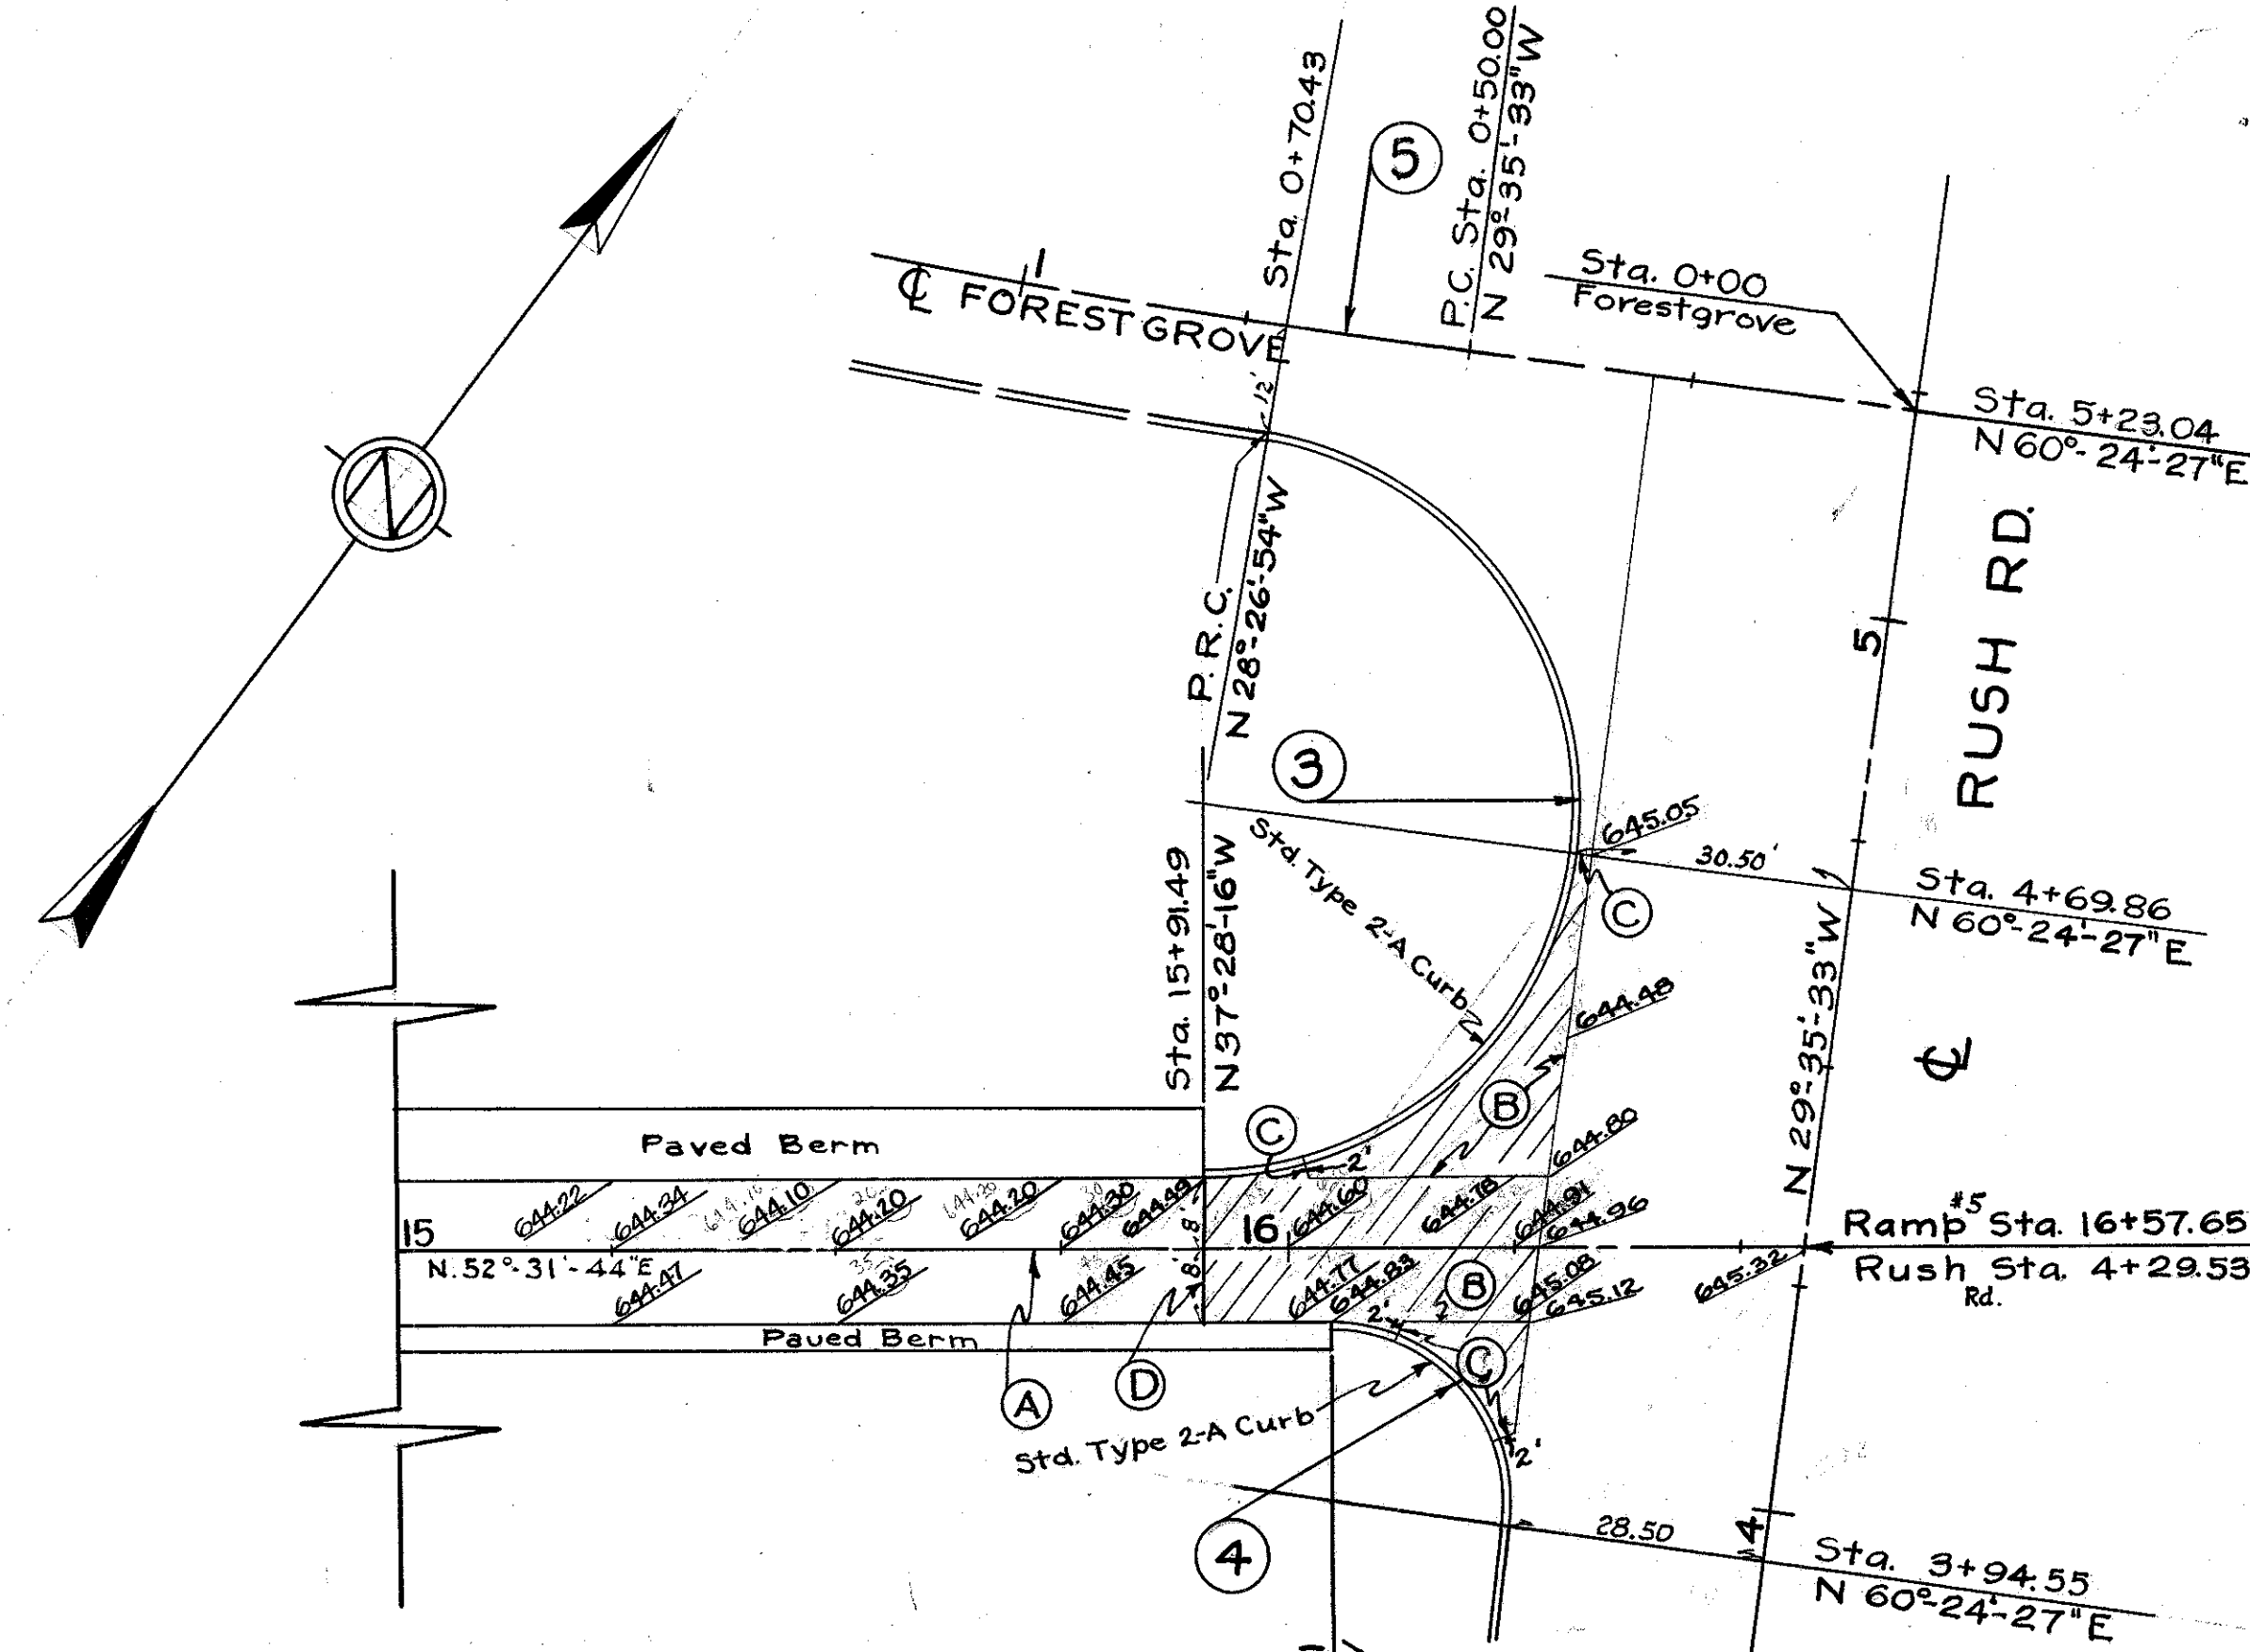 Sta. 0+70.43
P.C. Sta. 0+50.00
N 29°-35'-33"W
5
Sta. 0+00
Forestgrove
1
℄ FORESTGROVE
12'
Sta. 5+23.04
N 60°-24'-27"E
RUSH RD.
5
P.R.C.
N 28°-26'-54"W
3
645.05
30.50'
Sta. 4+69.86
N 60°-24'-27"E
C
Std. Type 2-A Curb
Sta. 15+91.49
N 37°-28'-16"W
644.48
N 29°-35'-33"W
℄
B
C
2'
644.80
Paved Berm
15
644.22
644.34
644.10
644.20
644.20
644.30
644.49
8'
8'
16
644.60
644.78
644.91
644.96
Ramp #5 Sta. 16+57.65
Rush Rd. Sta. 4+29.53
N. 52°-31'-44"E
644.47
644.35
644.45
644.77
644.83
B
645.08
645.12
645.32
2'
2'
Paved Berm
A
D
C
Std. Type 2-A Curb
2'
4
28.50
4
Sta. 3+94.55
N 60°-24'-27"E